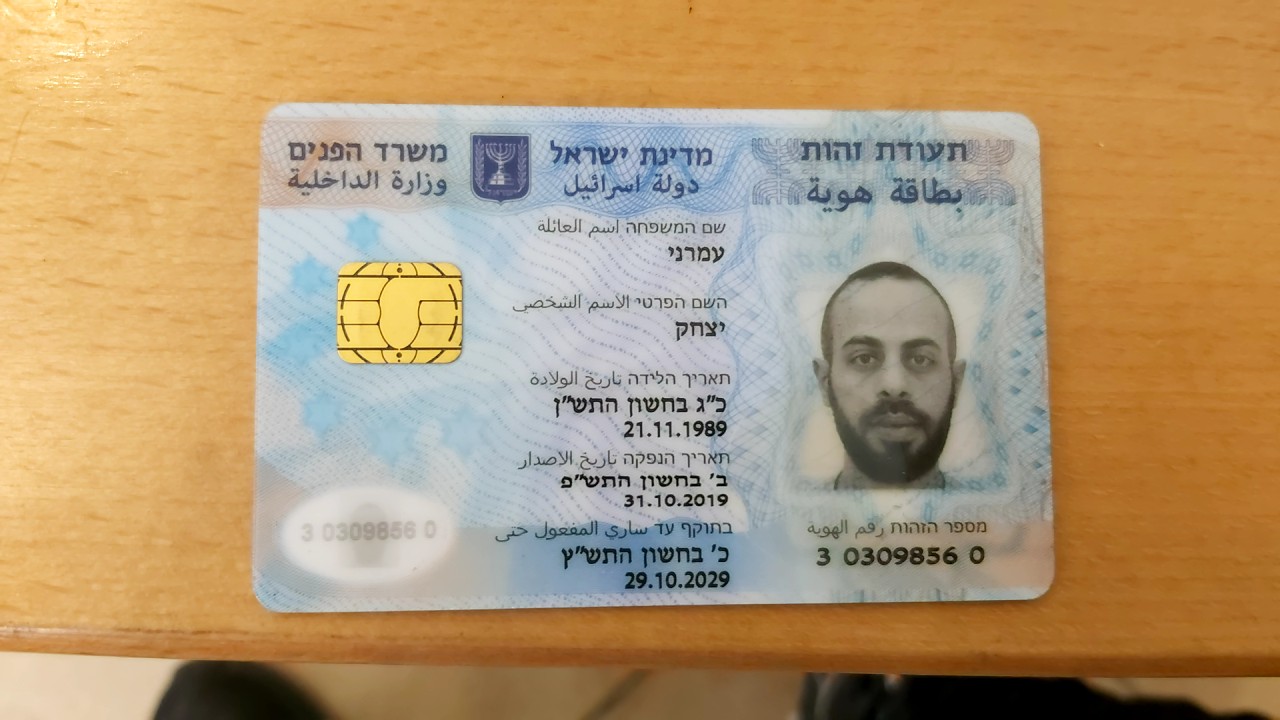 תעודת זהות
بطاقة هوية
מדינת ישראל
دولة اسرائيل
משרד הפנים
وزارة الداخلية
שם המשפחה اسم العائلة
עמרני
השם הפרטי الاسم الشخصي
יצחק
תאריך הלידה تاريخ الولادة
כ"ג בחשון התש"ן
21.11.1989
תאריך הנפקה تاريخ الاصدار
ב' בחשון התש"פ
31.10.2019
בתוקף עד ساري المفعول حتى
כ' בחשון התש"ץ
29.10.2029
מספר הזהות رقم الهوية
3 0309856 0
3 0309856 0